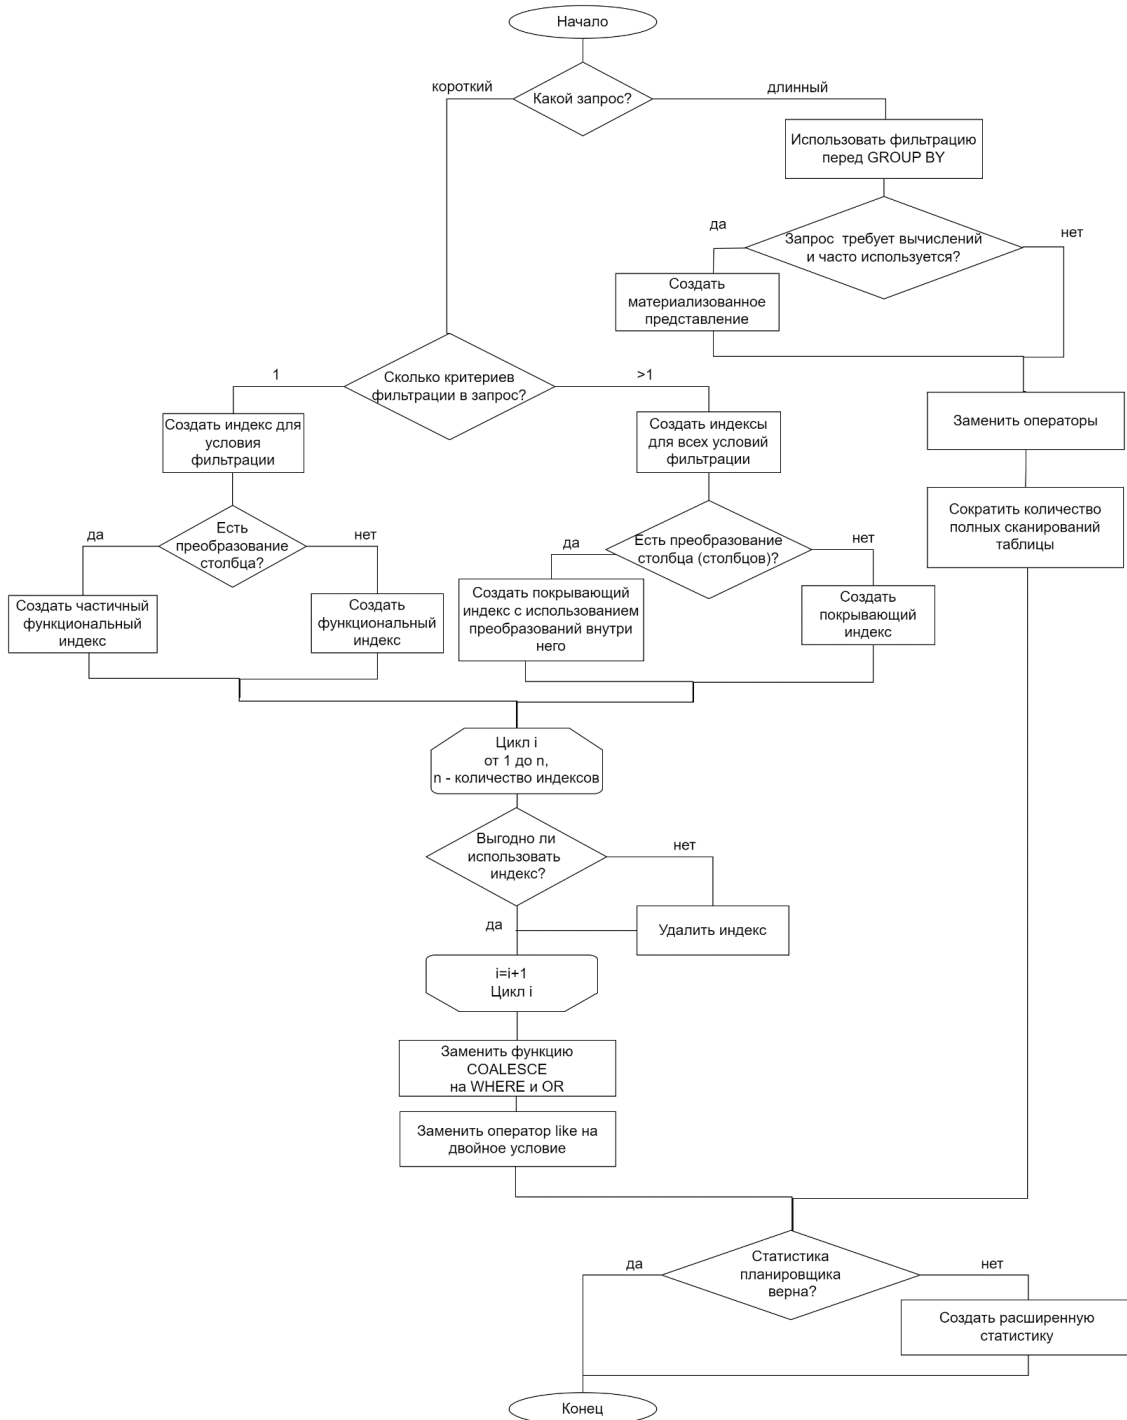 Начало
короткий
Какой запрос?
длинный
Использовать фильтрацию
перед GROUP BY
да
Запрос требует вычислений
и часто используется?
нет
Создать
материализованное
представление
1
Сколько критериев
фильтрации в запрос?
>1
Создать индекс для
условия
фильтрации
Создать индексы
для всех условий
фильтрации
Заменить операторы
Сократить количество
полных сканирований
таблицы
да
Есть
преобразование
столбца?
нет
да
Есть преобразование
столбца (столбцов)?
нет
Создать частичный
функциональный
индекс
Создать
функциональный
индекс
Создать покрывающий
индекс с использованием
преобразований внутри
него
Создать
покрывающий
индекс
Цикл i
от 1 до n,
n - количество индексов
Выгодно ли
использовать
индекс?
нет
да
Удалить индекс
i=i+1
Цикл i
Заменить функцию
COALESCE
на WHERE и OR
Заменить оператор like на
двойное условие
да
Статистика
планировщика
верна?
нет
Создать расширенную
статистику
Конец